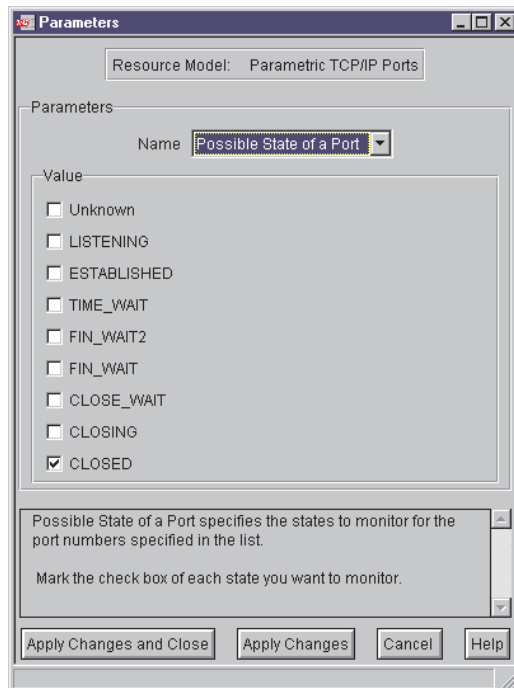 Parameters
Resource Model: Parametric TCP/IP Ports
Parameters
Name Possible State of a Port
Value
Unknown
LISTENING
ESTABLISHED
TIME_WAIT
FIN_WAIT2
FIN_WAIT
CLOSE_WAIT
CLOSING
CLOSED
Possible State of a Port specifies the states to monitor for the
port numbers specified in the list.
Mark the check box of each state you want to monitor.
Apply Changes and Close Apply Changes Cancel Help